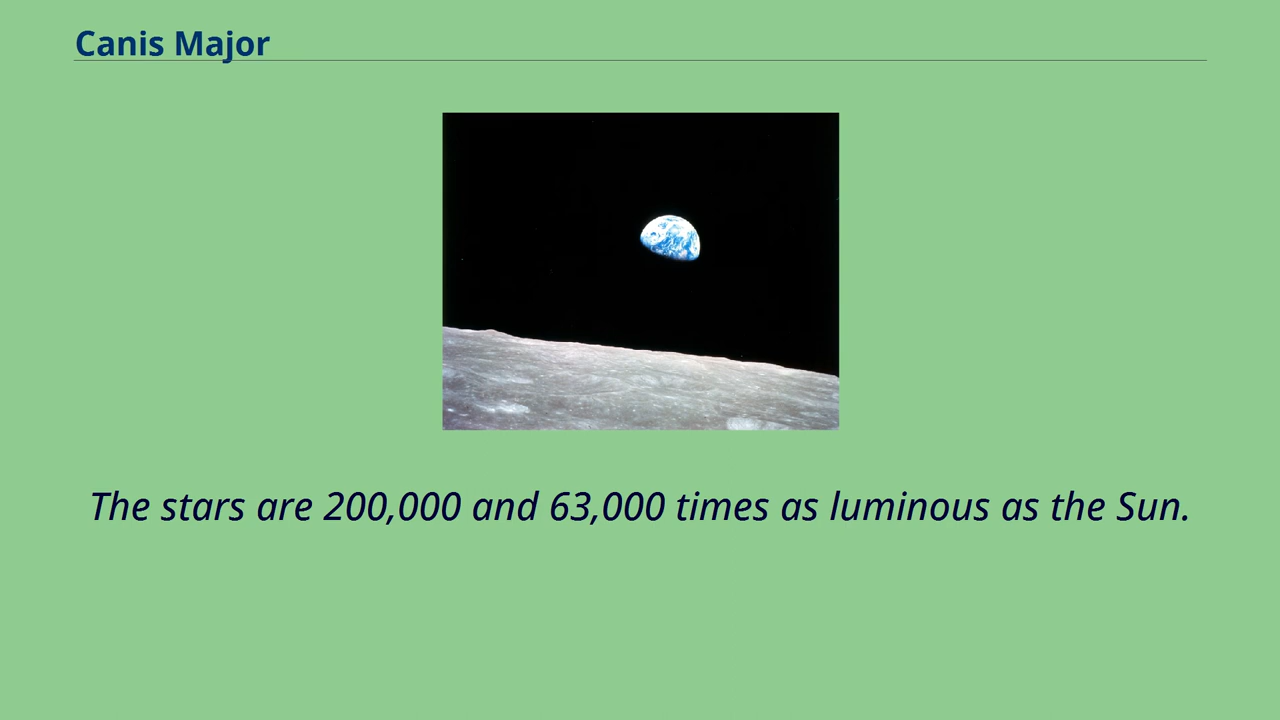 Canis Major
The stars are 200,000 and 63,000 times as luminous as the Sun.